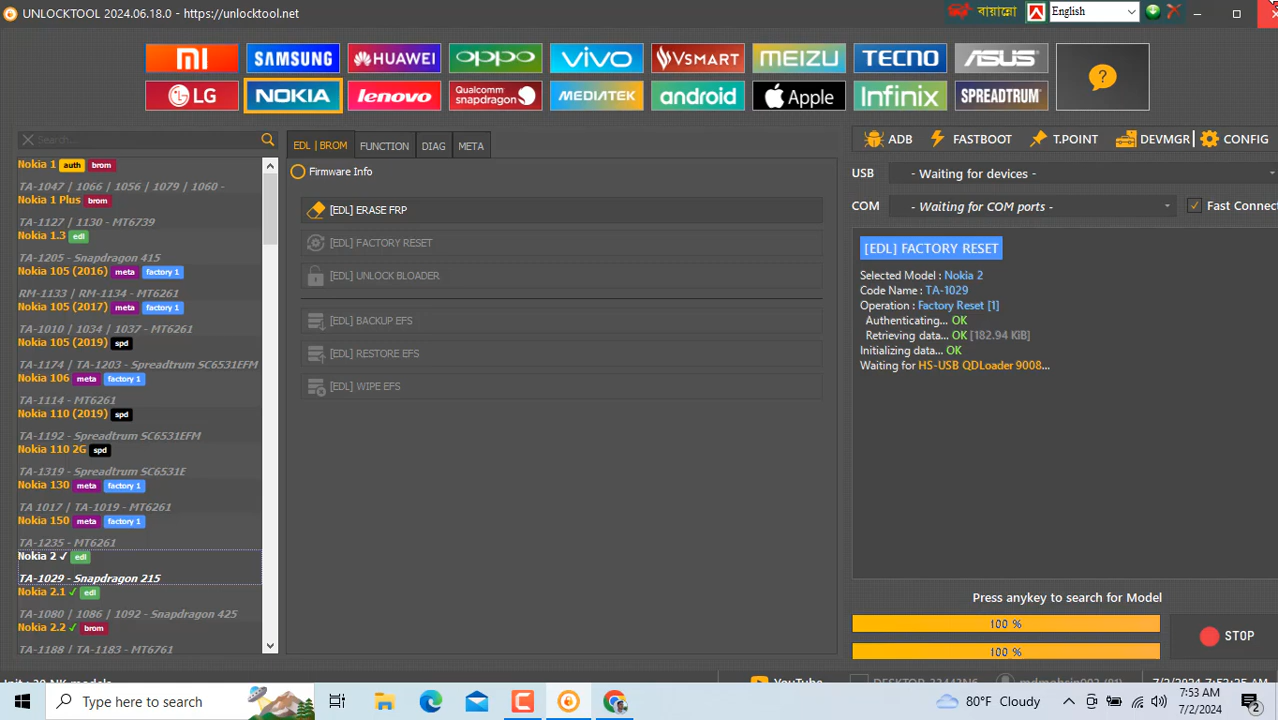 UNLOCKTOOL 2024.06.18.0 - https://unlocktool.net
বায়ান্নো
English
MI SAMSUNG HUAWEI oppo vivo VSMART MEIZU TECNO ASUS
LG NOKIA lenovo Qualcomm snapdragon MEDIATEK android Apple Infinix SPREADTRUM ?
Search...
EDL | BROM FUNCTION DIAG META
ADB FASTBOOT T.POINT DEVMGR CONFIG
Nokia 1 auth brom
TA-1047 | 1066 | 1056 | 1079 | 1060 -
Nokia 1 Plus brom
TA-1127 | 1130 - MT6739
Nokia 1.3 edl
TA-1205 - Snapdragon 415
Nokia 105 (2016) meta factory 1
RM-1133 | RM-1134 - MT6261
Nokia 105 (2017) meta factory 1
TA-1010 | 1034 | 1037 - MT6261
Nokia 105 (2019) spd
TA-1174 | TA-1203 - Spreadtrum SC6531EFM
Nokia 106 meta factory 1
TA-1114 - MT6261
Nokia 110 (2019) spd
TA-1192 - Spreadtrum SC6531EFM
Nokia 110 2G spd
TA-1319 - Spreadtrum SC6531E
Nokia 130 meta factory 1
TA 1017 | TA-1019 - MT6261
Nokia 150 meta factory 1
TA-1235 - MT6261
Nokia 2 ✓ edl
TA-1029 - Snapdragon 215
Nokia 2.1 ✓ edl
TA-1080 | 1086 | 1092 - Snapdragon 425
Nokia 2.2 ✓ brom
TA-1188 | TA-1183 - MT6761
Firmware Info
[EDL] ERASE FRP
[EDL] FACTORY RESET
[EDL] UNLOCK BLOADER
[EDL] BACKUP EFS
[EDL] RESTORE EFS
[EDL] WIPE EFS
USB - Waiting for devices -
COM - Waiting for COM ports - Fast Connect
[EDL] FACTORY RESET
Selected Model : Nokia 2
Code Name : TA-1029
Operation : Factory Reset [1]
Authenticating... OK
Retrieving data... OK [182.94 KiB]
Initializing data... OK
Waiting for HS-USB QDLoader 9008...
Press anykey to search for Model
100 %
100 %
STOP
YouTube
Type here to search
80°F Cloudy
7:53 AM
7/2/2024
2